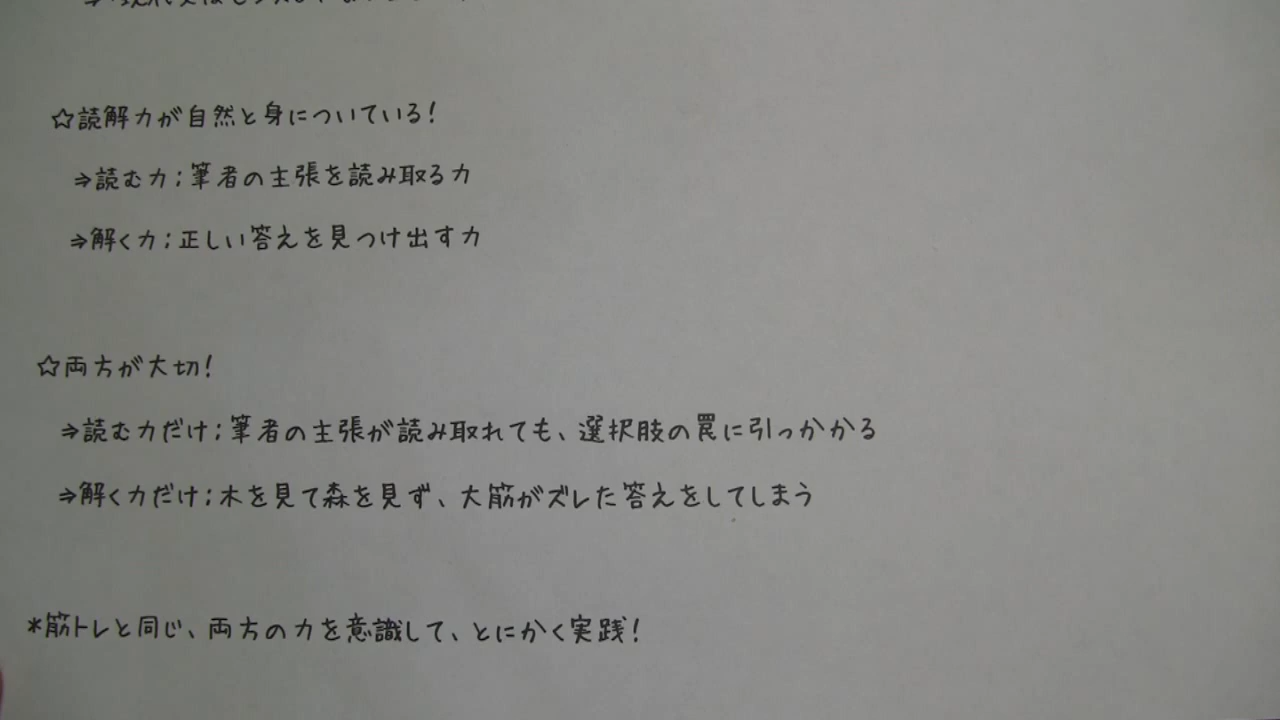 ☆読解力が自然と身についている!
⇒読む力;筆者の主張を読み取る力
⇒解く力;正しい答えを見つけ出す力
☆両方が大切!
⇒読む力だけ;筆者の主張が読み取れても、選択肢の罠に引っかかる
⇒解く力だけ;木を見て森を見ず、大筋がズレた答えをしてしまう
*筋トレと同じ、両方の力を意識して、とにかく実践!